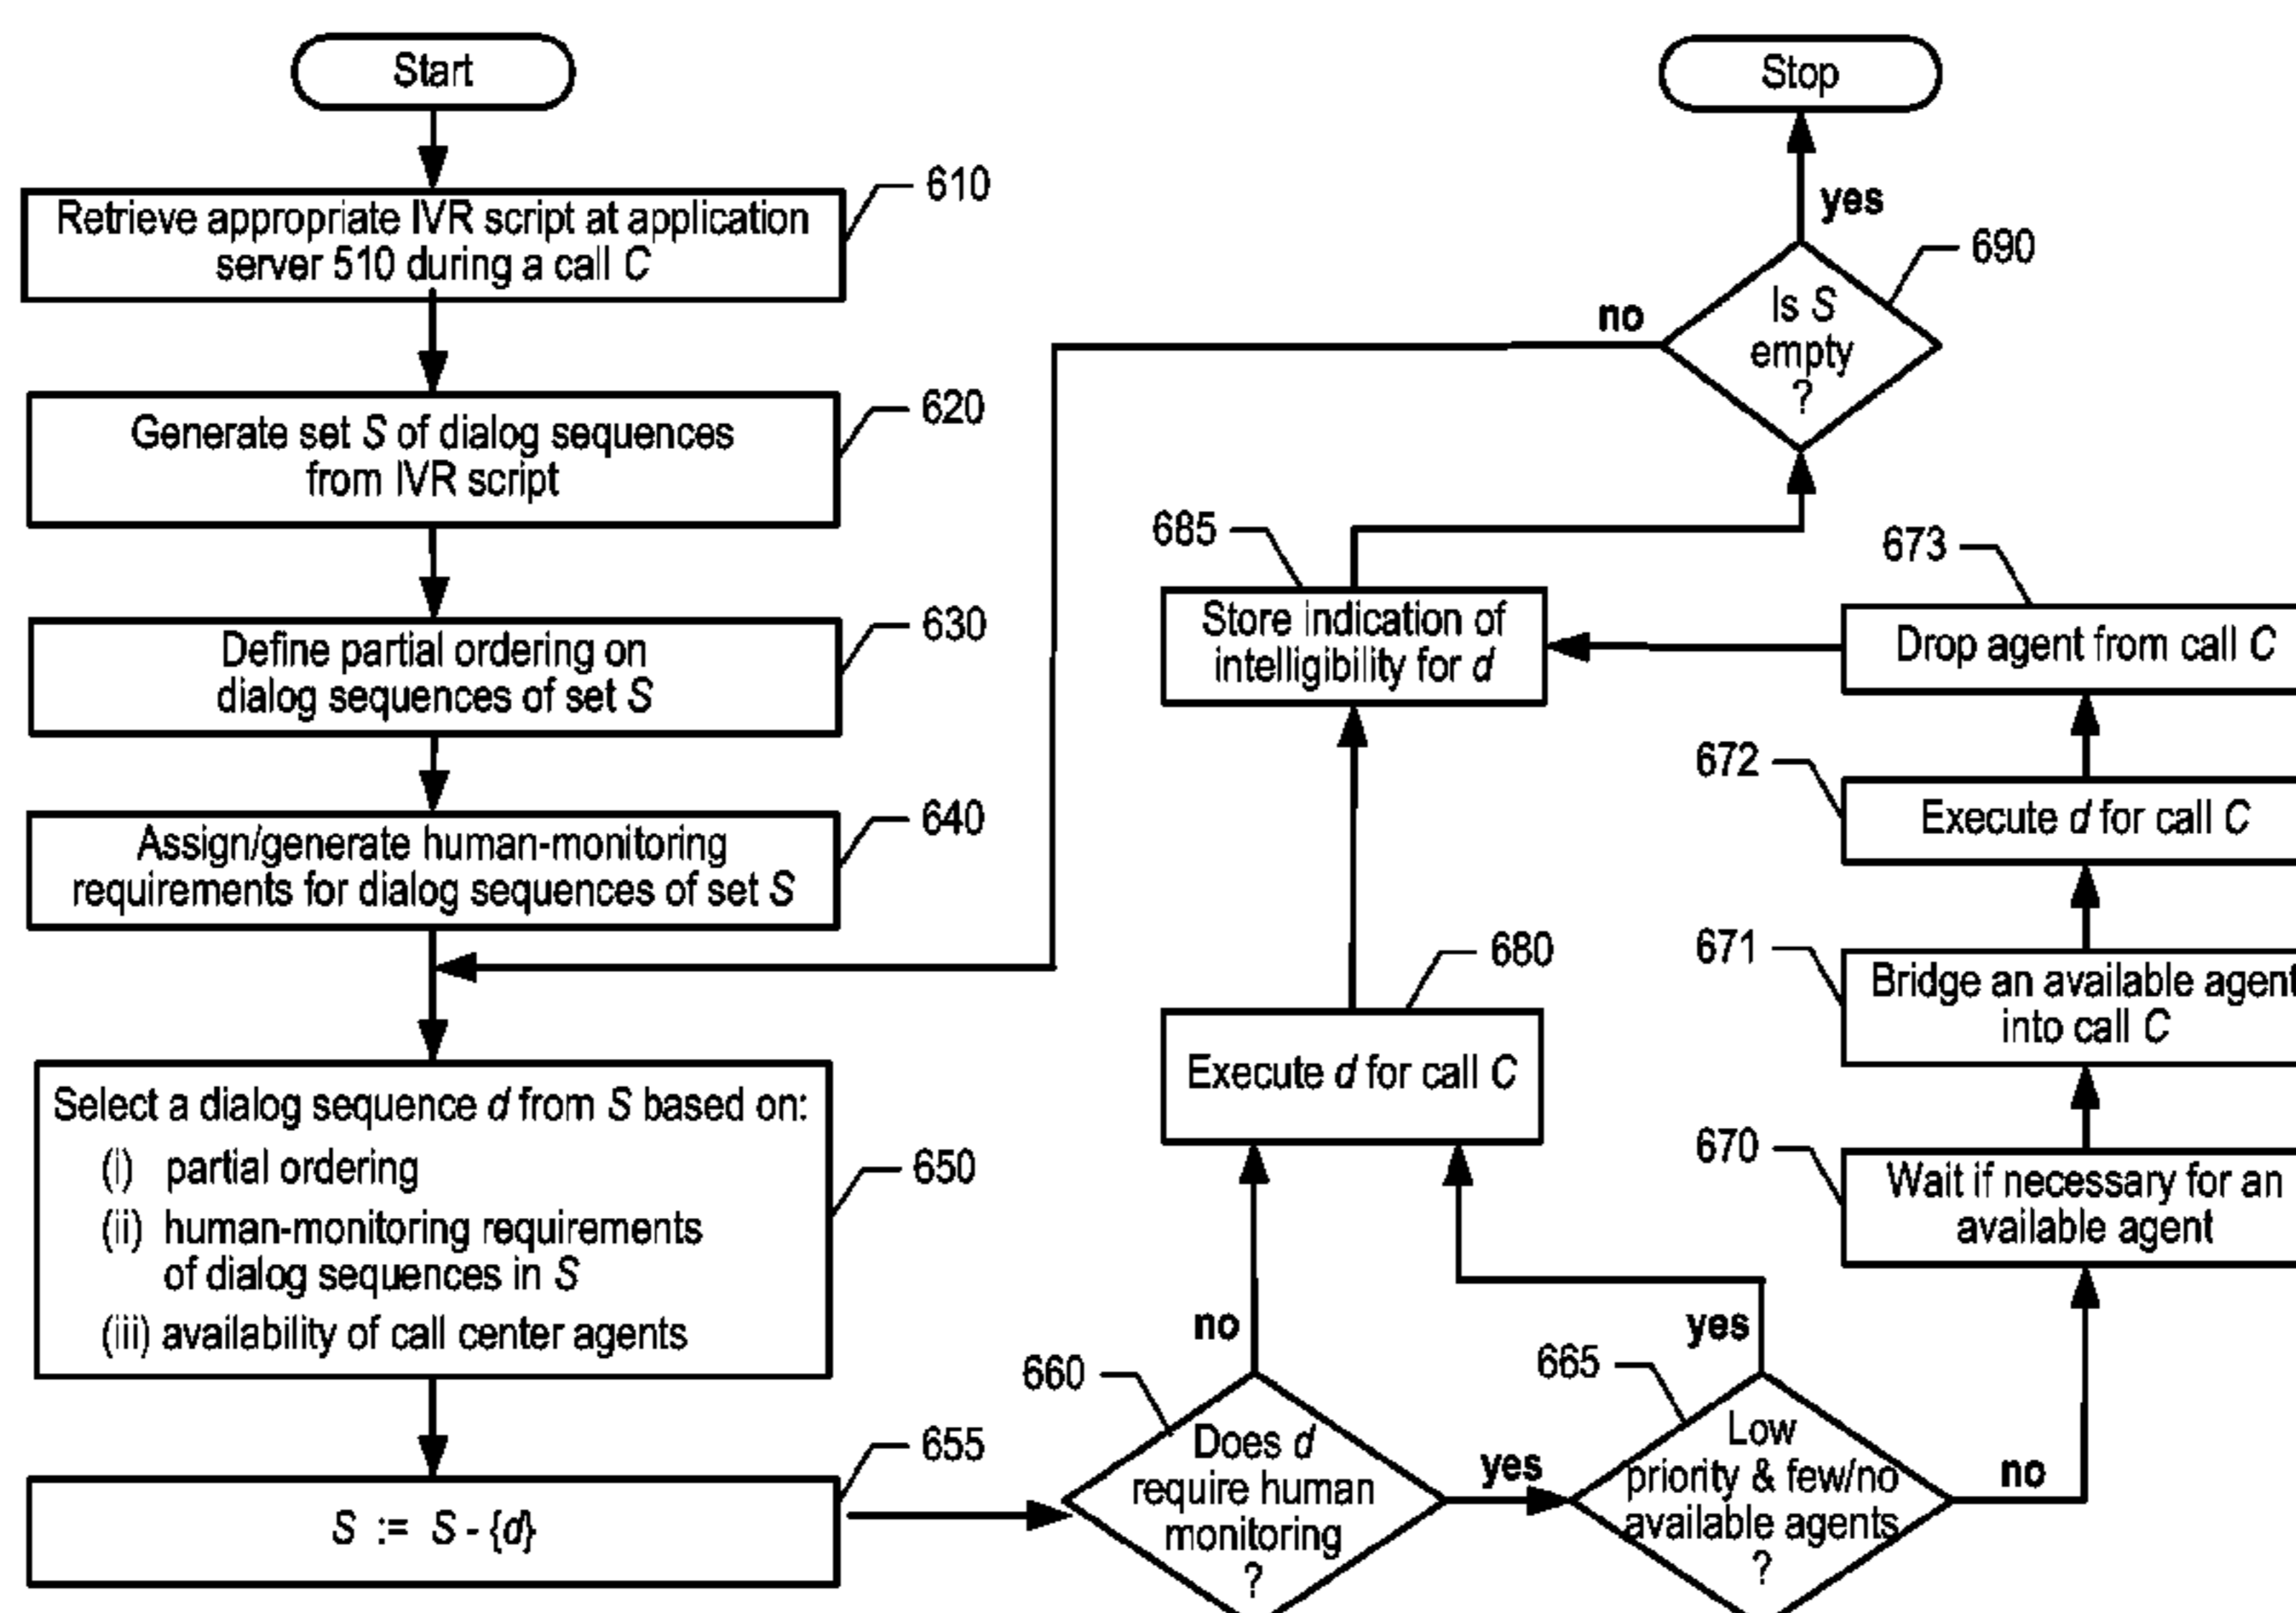 Start
Retrieve appropriate IVR script at application
server 510 during a call C
610
Generate set S of dialog sequences
from IVR script
620
Define partial ordering on
dialog sequences of set S
630
Assign/generate human-monitoring
requirements for dialog sequences of set S
640
Select a dialog sequence d from S based on:
(i) partial ordering
(ii) human-monitoring requirements
of dialog sequences in S
(iii) availability of call center agents
650
S := S - {d}
655
660
Does d
require human
monitoring
?
no
yes
665
Low
priority & few/no
available agents
?
yes
no
670
Wait if necessary for an
available agent
671
Bridge an available agent
into call C
672
Execute d for call C
673
Drop agent from call C
680
Execute d for call C
685
Store indication of
intelligibility for d
690
Is S
empty
?
no
yes
Stop